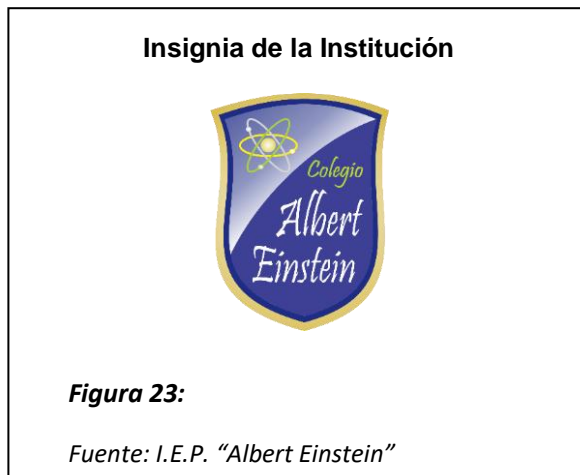 Insignia de la Institución
Colegio
Albert
Einstein
Figura 23:
Fuente: I.E.P. “Albert Einstein”